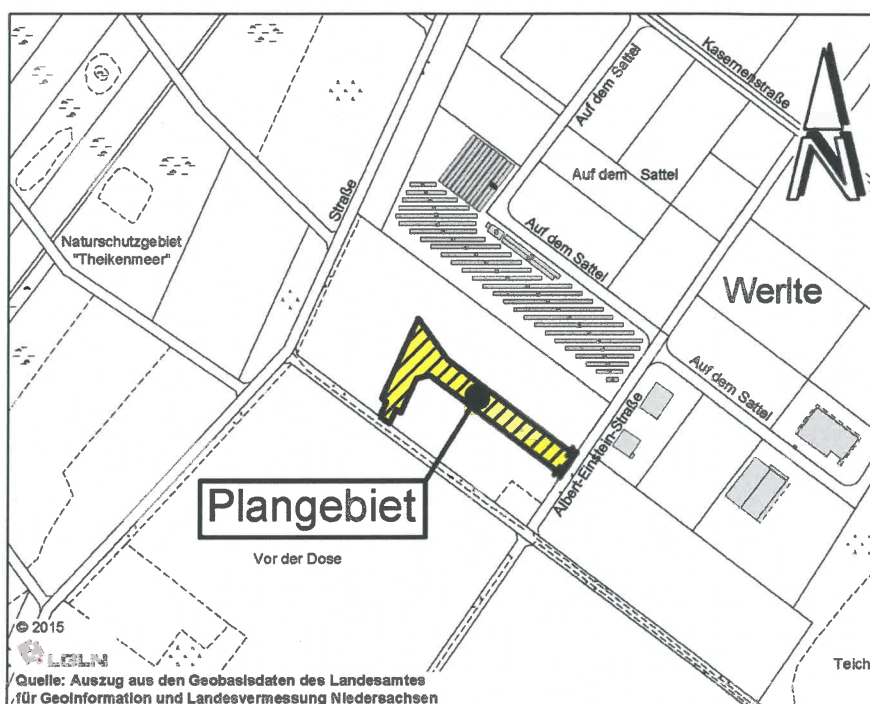 Kasernenstraße
Auf dem Sattel
Auf dem Sattel
Straße
Naturschutzgebiet
"Theikenmeer"
Auf dem Sattel
Werlte
Auf dem Sattel
Albert-Einstein-Straße
Plangebiet
Vor der Dose
N
© 2015
LGLN
Teich
Quelle: Auszug aus den Geobasisdaten des Landesamtes
für Geoinformation und Landesvermessung Niedersachsen